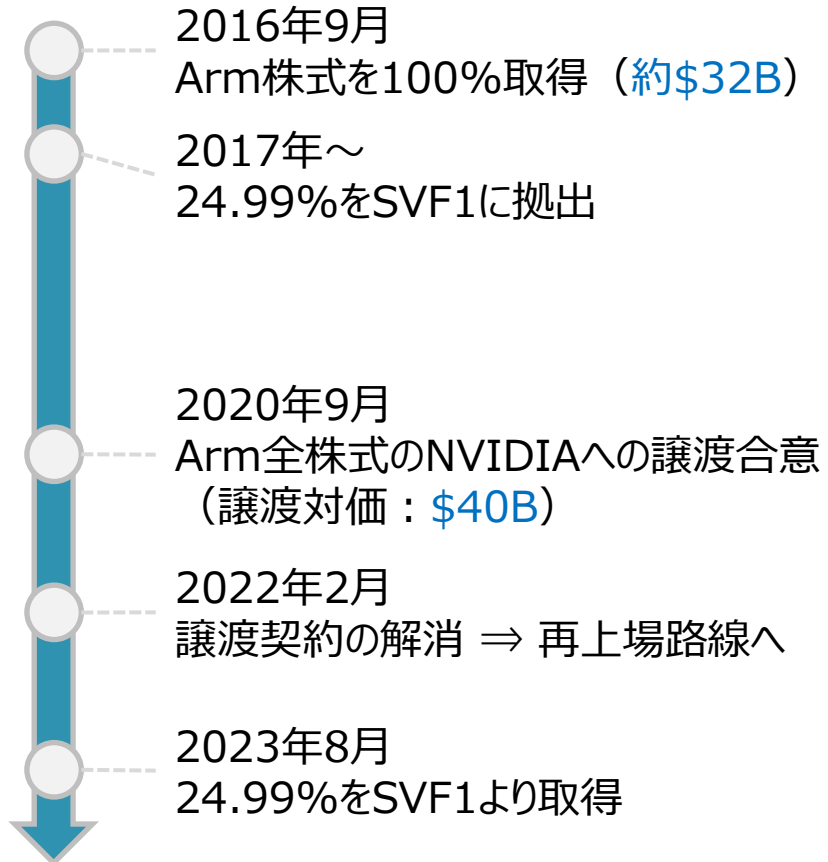 2016年9月
Arm株式を100%取得（約$32B）
2017年～
24.99%をSVF1に拠出
2020年9月
Arm全株式のNVIDIAへの譲渡合意
（譲渡対価：$40B）
2022年2月
譲渡契約の解消 ⇒ 再上場路線へ
2023年8月
24.99%をSVF1より取得